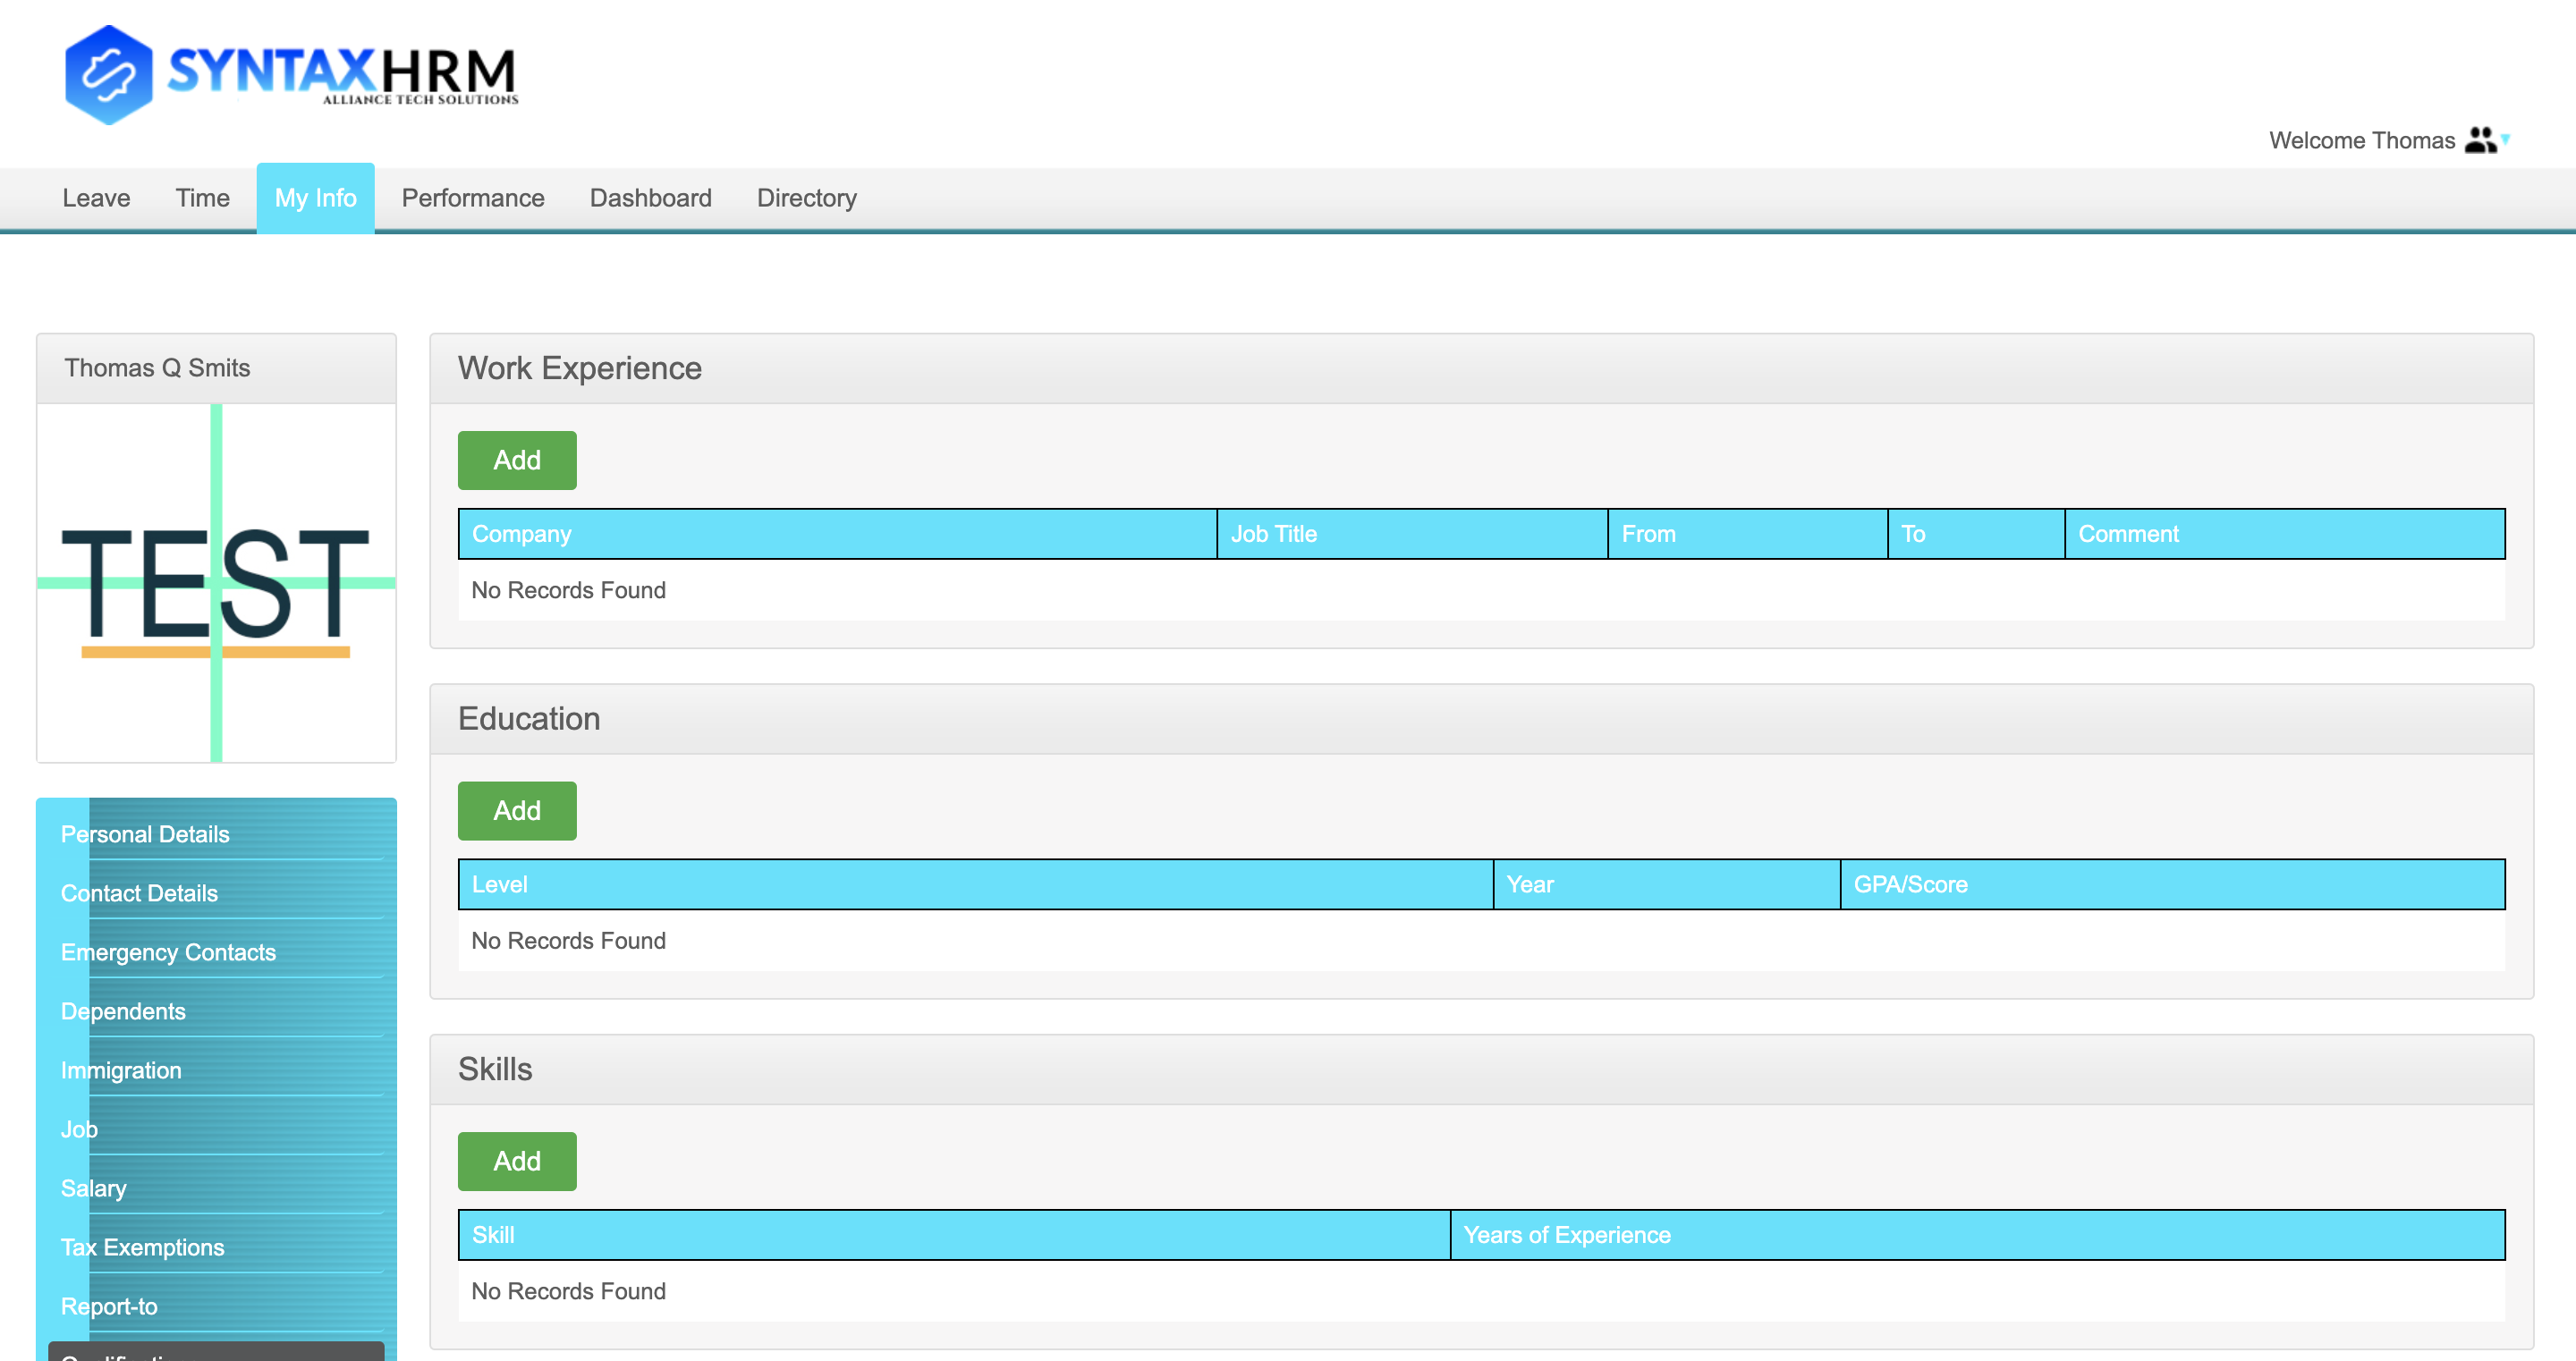 SYNTAXHRM
ALLIANCE TECH SOLUTIONS
Welcome Thomas
Leave Time My Info Performance Dashboard Directory
Thomas Q Smits
TEST
Personal Details
Contact Details
Emergency Contacts
Dependents
Immigration
Job
Salary
Tax Exemptions
Report-to
Work Experience
Add
Company Job Title From To Comment
No Records Found
Education
Add
Level Year GPA/Score
No Records Found
Skills
Add
Skill Years of Experience
No Records Found